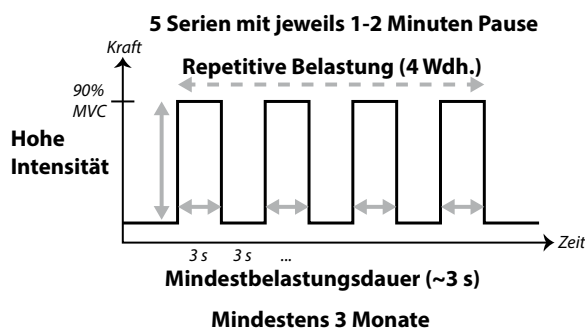 5 Serien mit jeweils 1-2 Minuten Pause
Kraft
Repetitive Belastung (4 Wdh.)
90%
MVC
Hohe
Intensität
Zeit
3 s 3 s ...
Mindestbelastungsdauer (~3 s)
Mindestens 3 Monate